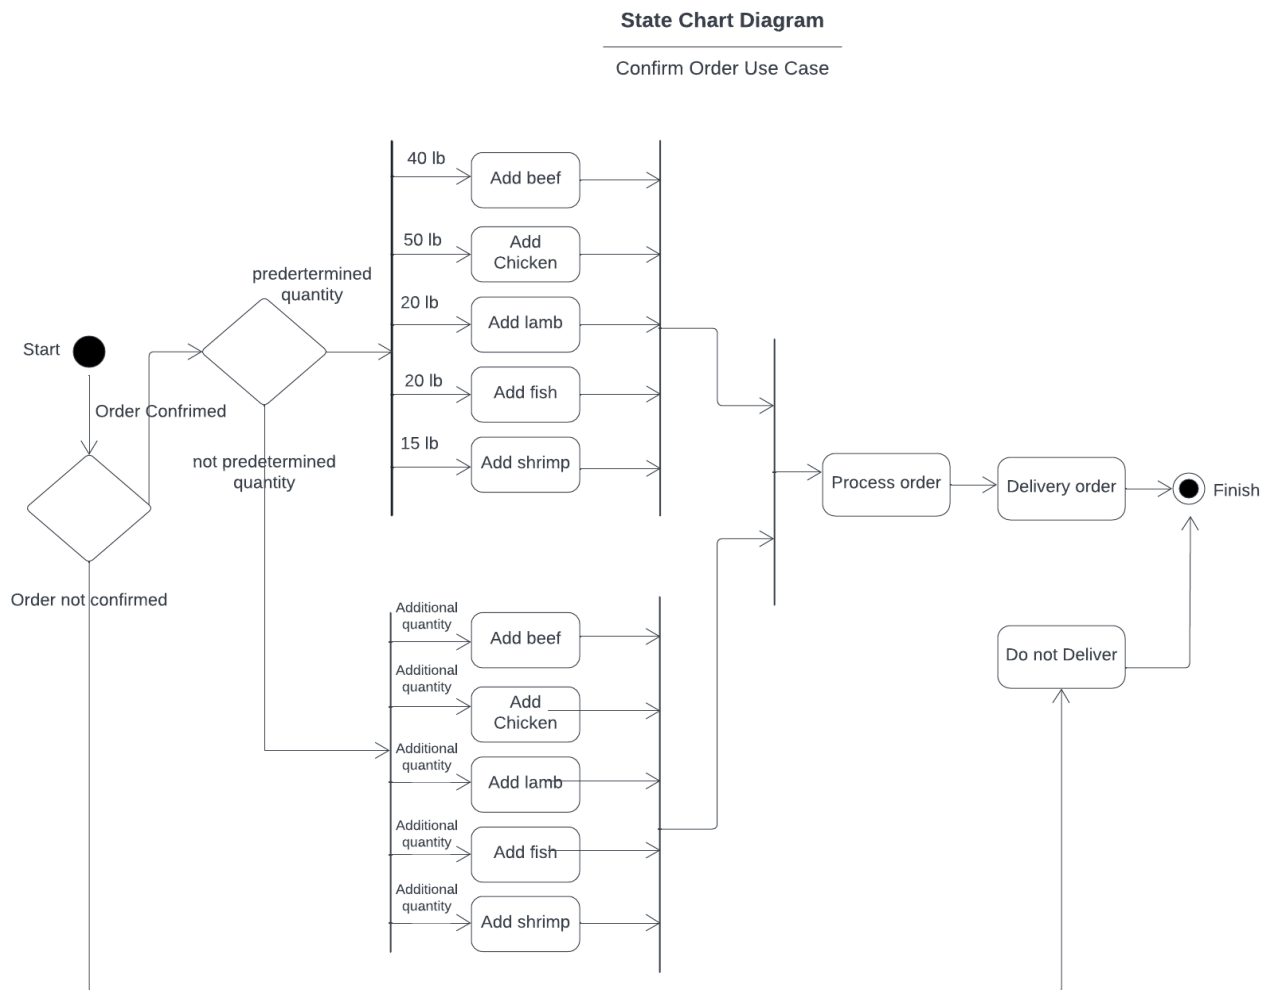 State Chart Diagram
Confirm Order Use Case
40 lb
Add beef
50 lb
Add
Chicken
predertermined
quantity
20 lb
Add lamb
Start
20 lb
Add fish
Order Confrimed
15 lb
Add shrimp
not predetermined
quantity
Process order
Delivery order
Finish
Order not confirmed
Additional
quantity
Add beef
Do not Deliver
Additional
quantity
Add
Chicken
Additional
quantity
Add lamb
Additional
quantity
Add fish
Additional
quantity
Add shrimp